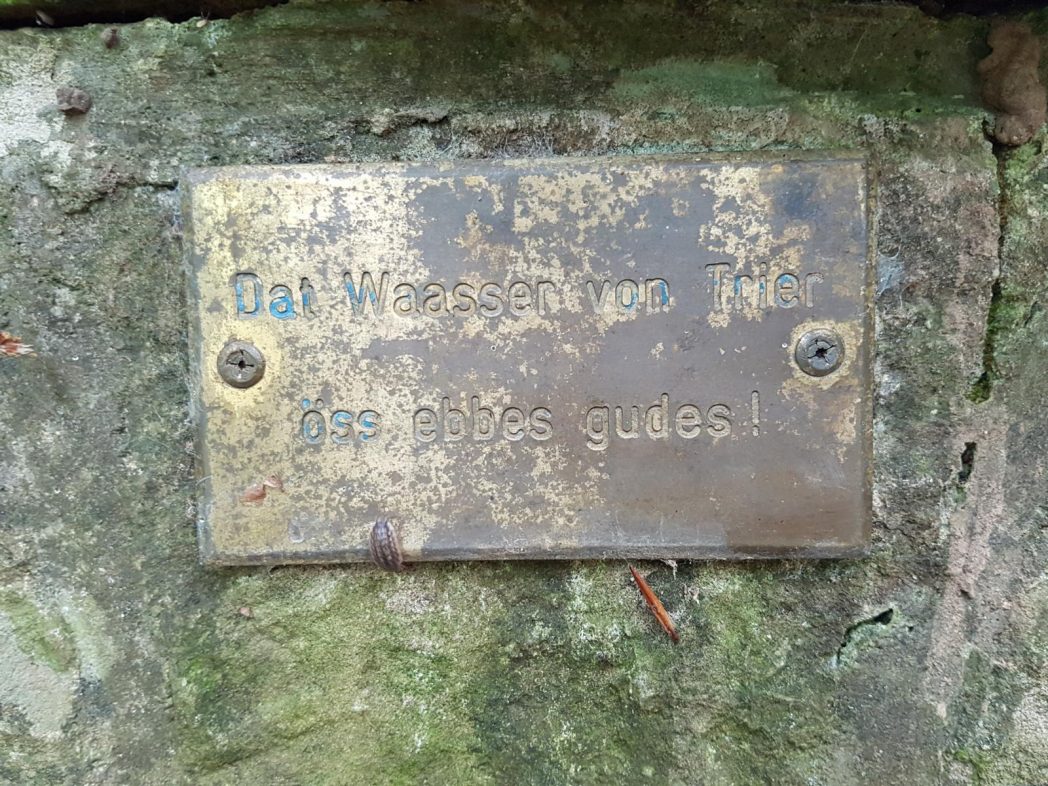 Dat Waasser von Trier
öss ebbes gudes!